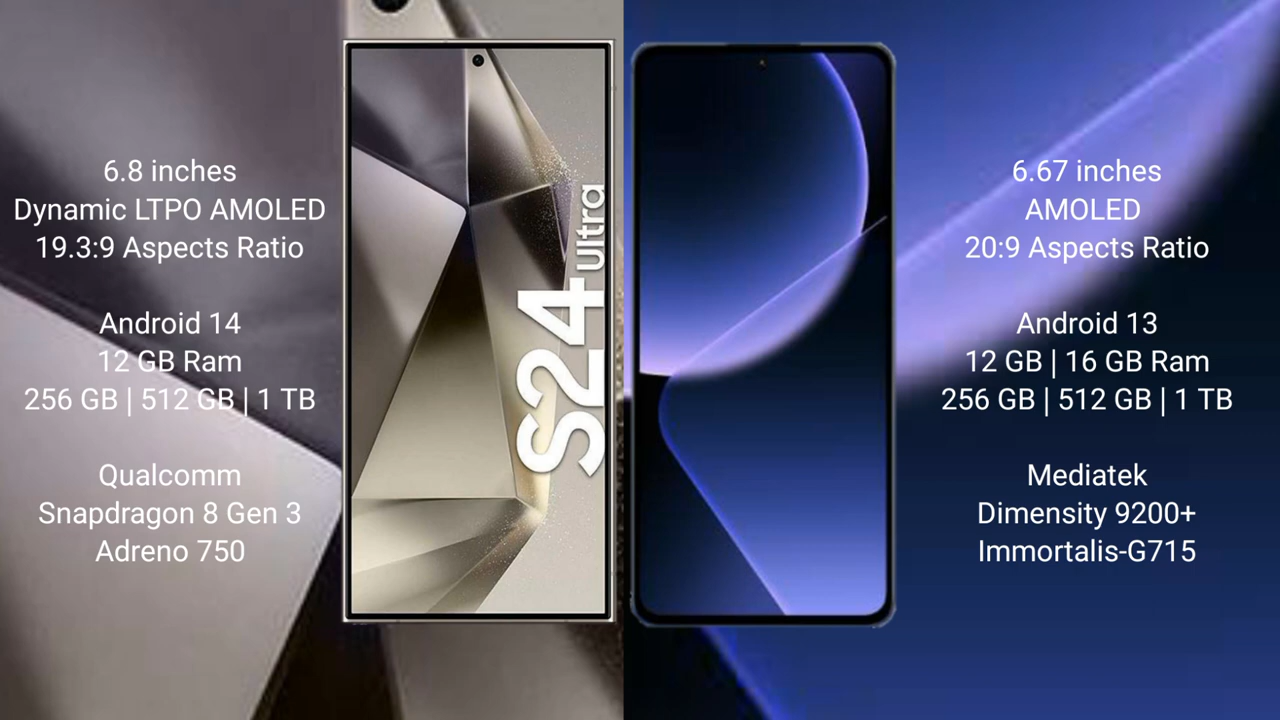 6.8 inches
Dynamic LTPO AMOLED
19.3:9 Aspects Ratio
Android 14
12 GB Ram
256 GB | 512 GB | 1 TB
Qualcomm
Snapdragon 8 Gen 3
Adreno 750
S24 ultra
6.67 inches
AMOLED
20:9 Aspects Ratio
Android 13
12 GB | 16 GB Ram
256 GB | 512 GB | 1 TB
Mediatek
Dimensity 9200+
Immortalis-G715